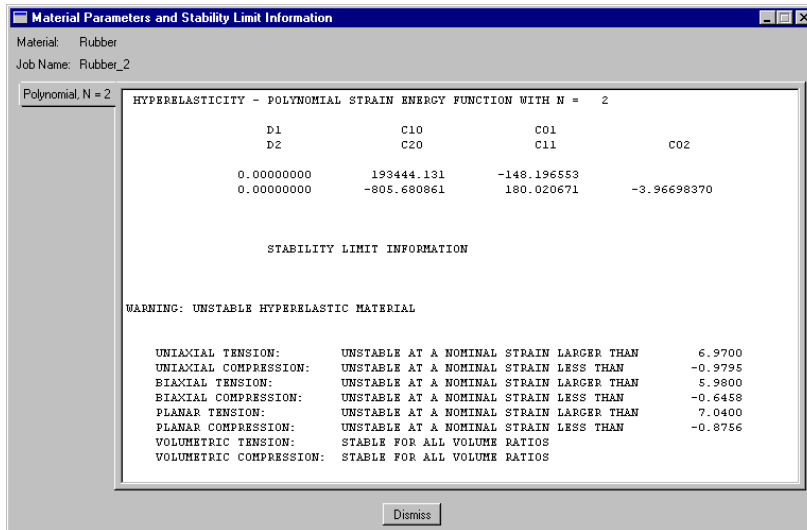 Material Parameters and Stability Limit Information
Material: Rubber
Job Name: Rubber_2
Polynomial, N = 2
HYPERELASTICITY - POLYNOMIAL STRAIN ENERGY FUNCTION WITH N = 2
D1 C10 C01
D2 C20 C11 C02
0.00000000 193444.131 -148.196553
0.00000000 -805.680861 180.020671 -3.96698370
STABILITY LIMIT INFORMATION
WARNING: UNSTABLE HYPERELASTIC MATERIAL
UNIAXIAL TENSION: UNSTABLE AT A NOMINAL STRAIN LARGER THAN 6.9700
UNIAXIAL COMPRESSION: UNSTABLE AT A NOMINAL STRAIN LESS THAN -0.9795
BIAXIAL TENSION: UNSTABLE AT A NOMINAL STRAIN LARGER THAN 5.9800
BIAXIAL COMPRESSION: UNSTABLE AT A NOMINAL STRAIN LESS THAN -0.6458
PLANAR TENSION: UNSTABLE AT A NOMINAL STRAIN LARGER THAN 7.0400
PLANAR COMPRESSION: UNSTABLE AT A NOMINAL STRAIN LESS THAN -0.8756
VOLUMETRIC TENSION: STABLE FOR ALL VOLUME RATIOS
VOLUMETRIC COMPRESSION: STABLE FOR ALL VOLUME RATIOS
Dismiss